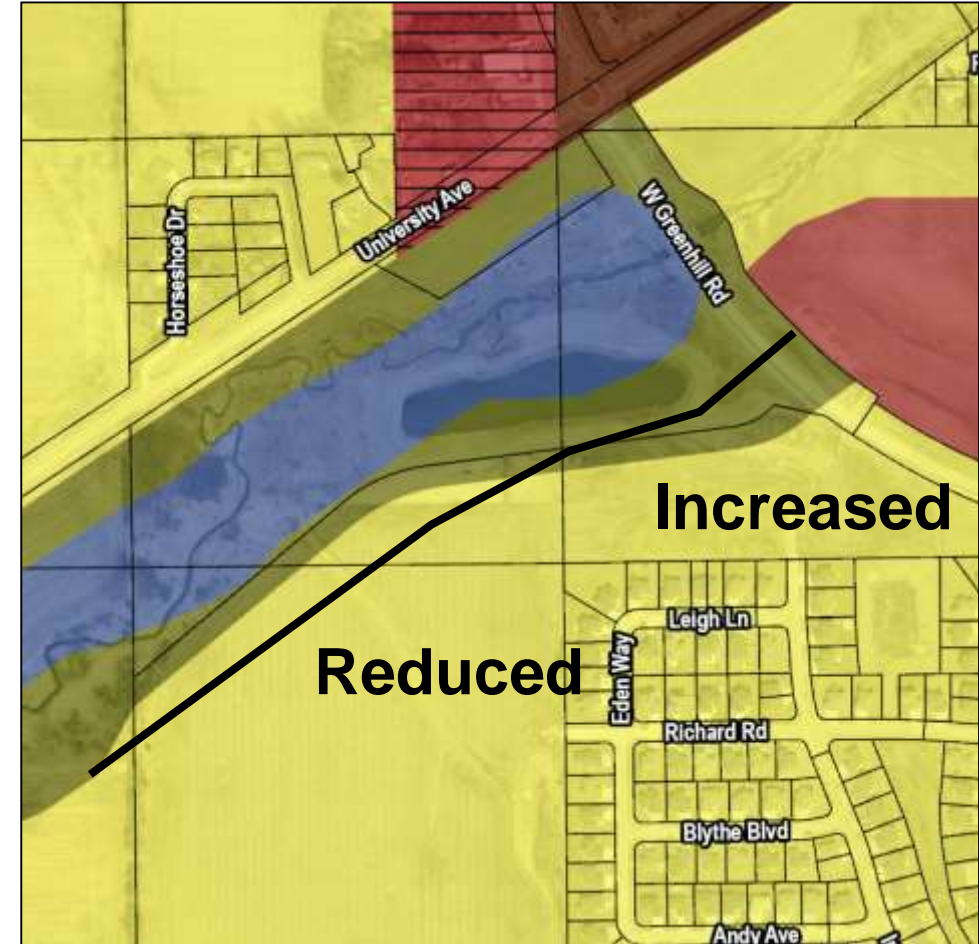 University Ave
W Greenhill Rd
Horseshoe Dr
Increased
Leigh Ln
Eden Way
Reduced
Richard Rd
Blythe Blvd
Andy Ave